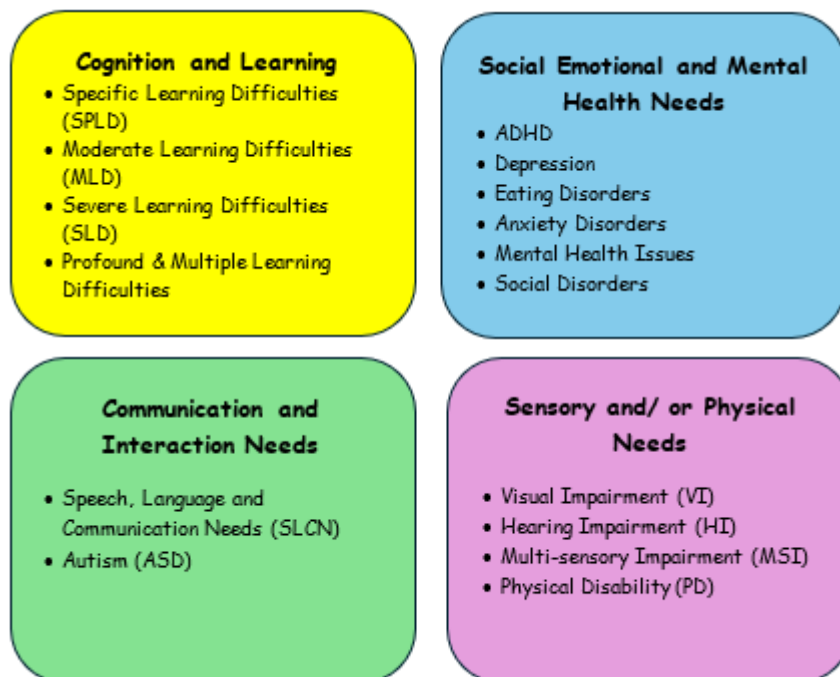 Cognition and Learning
• Specific Learning Difficulties
(SPLD)
• Moderate Learning Difficulties
(MLD)
• Severe Learning Difficulties
(SLD)
• Profound & Multiple Learning
Difficulties
Social Emotional and Mental
Health Needs
• ADHD
• Depression
• Eating Disorders
• Anxiety Disorders
• Mental Health Issues
• Social Disorders
Communication and
Interaction Needs
• Speech, Language and
Communication Needs (SLCN)
• Autism (ASD)
Sensory and/ or Physical
Needs
• Visual Impairment (VI)
• Hearing Impairment (HI)
• Multi-sensory Impairment (MSI)
• Physical Disability (PD)